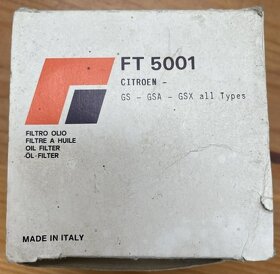 FT 5001
CITROEN -
GS - GSA - GSX all Types
FILTRO OLIO
FILTRE A HUILE
OIL FILTER
ÖL-FILTER
MADE IN ITALY